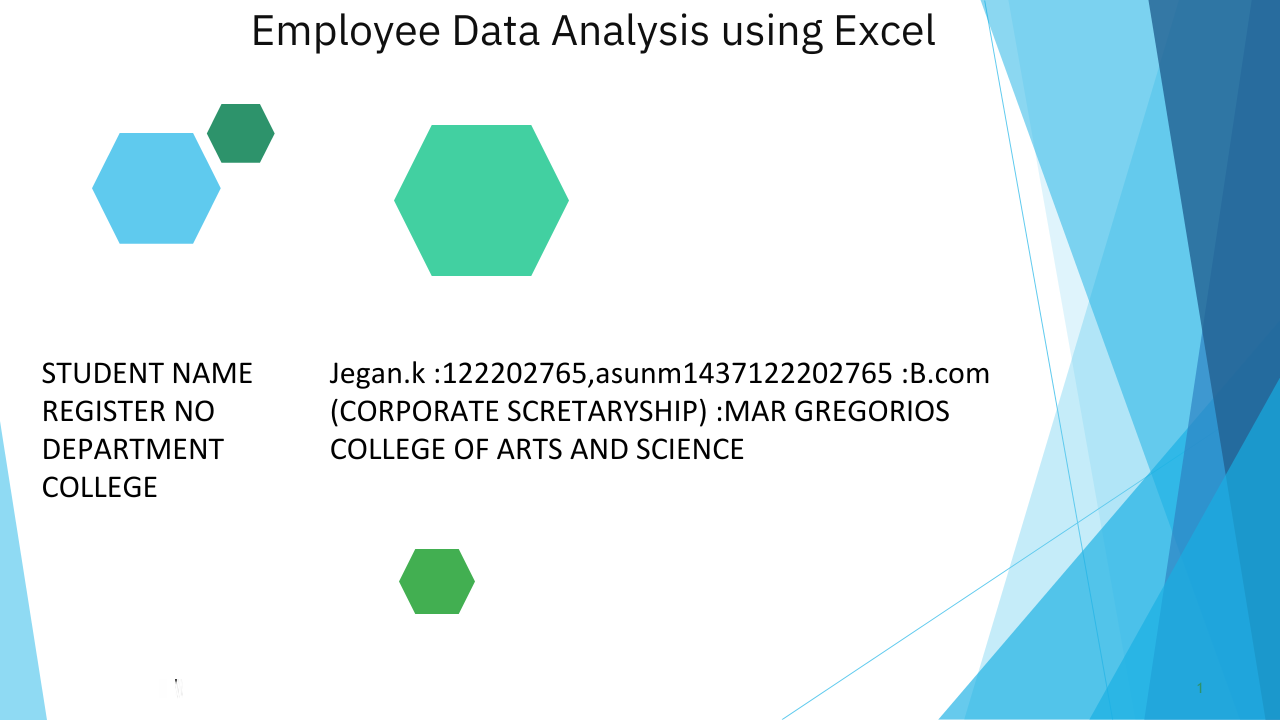 Employee Data Analysis using Excel
STUDENT NAME
REGISTER NO
DEPARTMENT
COLLEGE
Jegan.k :122202765,asunm1437122202765 :B.com
(CORPORATE SCRETARYSHIP) :MAR GREGORIOS
COLLEGE OF ARTS AND SCIENCE
1